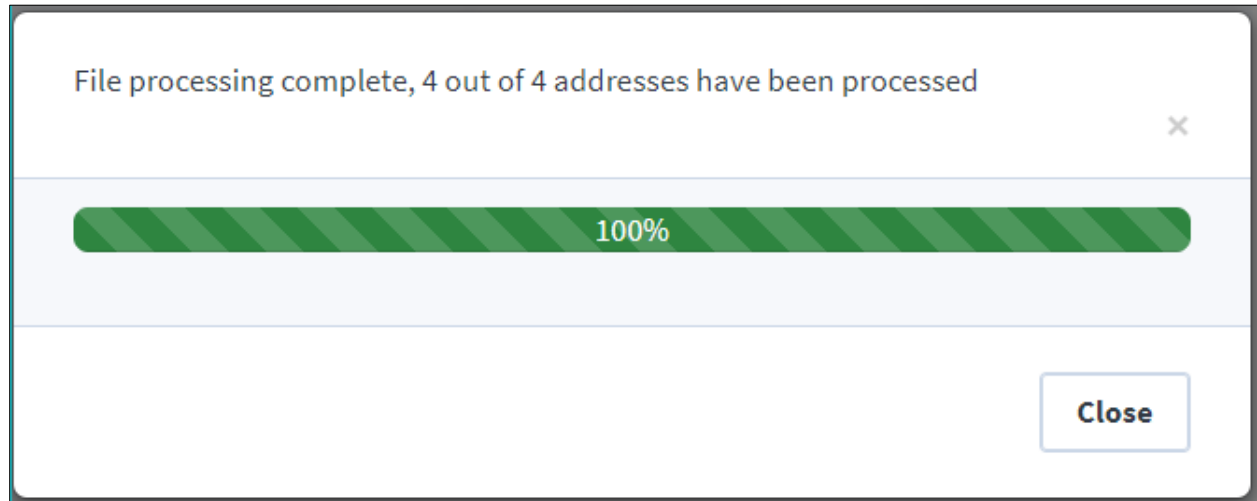 File processing complete, 4 out of 4 addresses have been processed
×
100%
Close